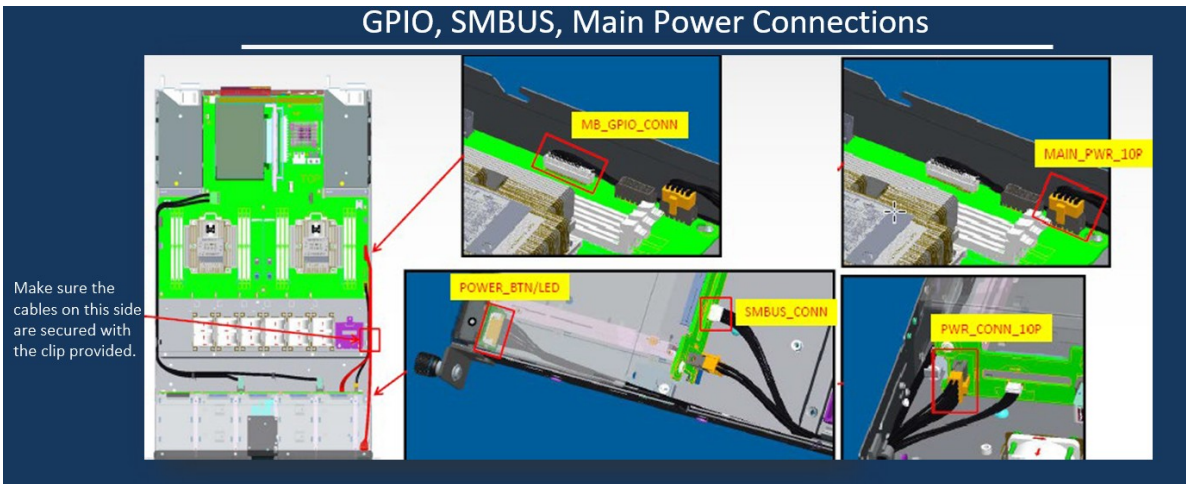 GPIO, SMBUS, Main Power Connections
MB_GPIO_CONN
MAIN_PWR_10P
TOP
Make sure the
cables on this side
are secured with
the clip provided.
POWER_BTN/LED
SMBUS_CONN
PWR_CONN_10P